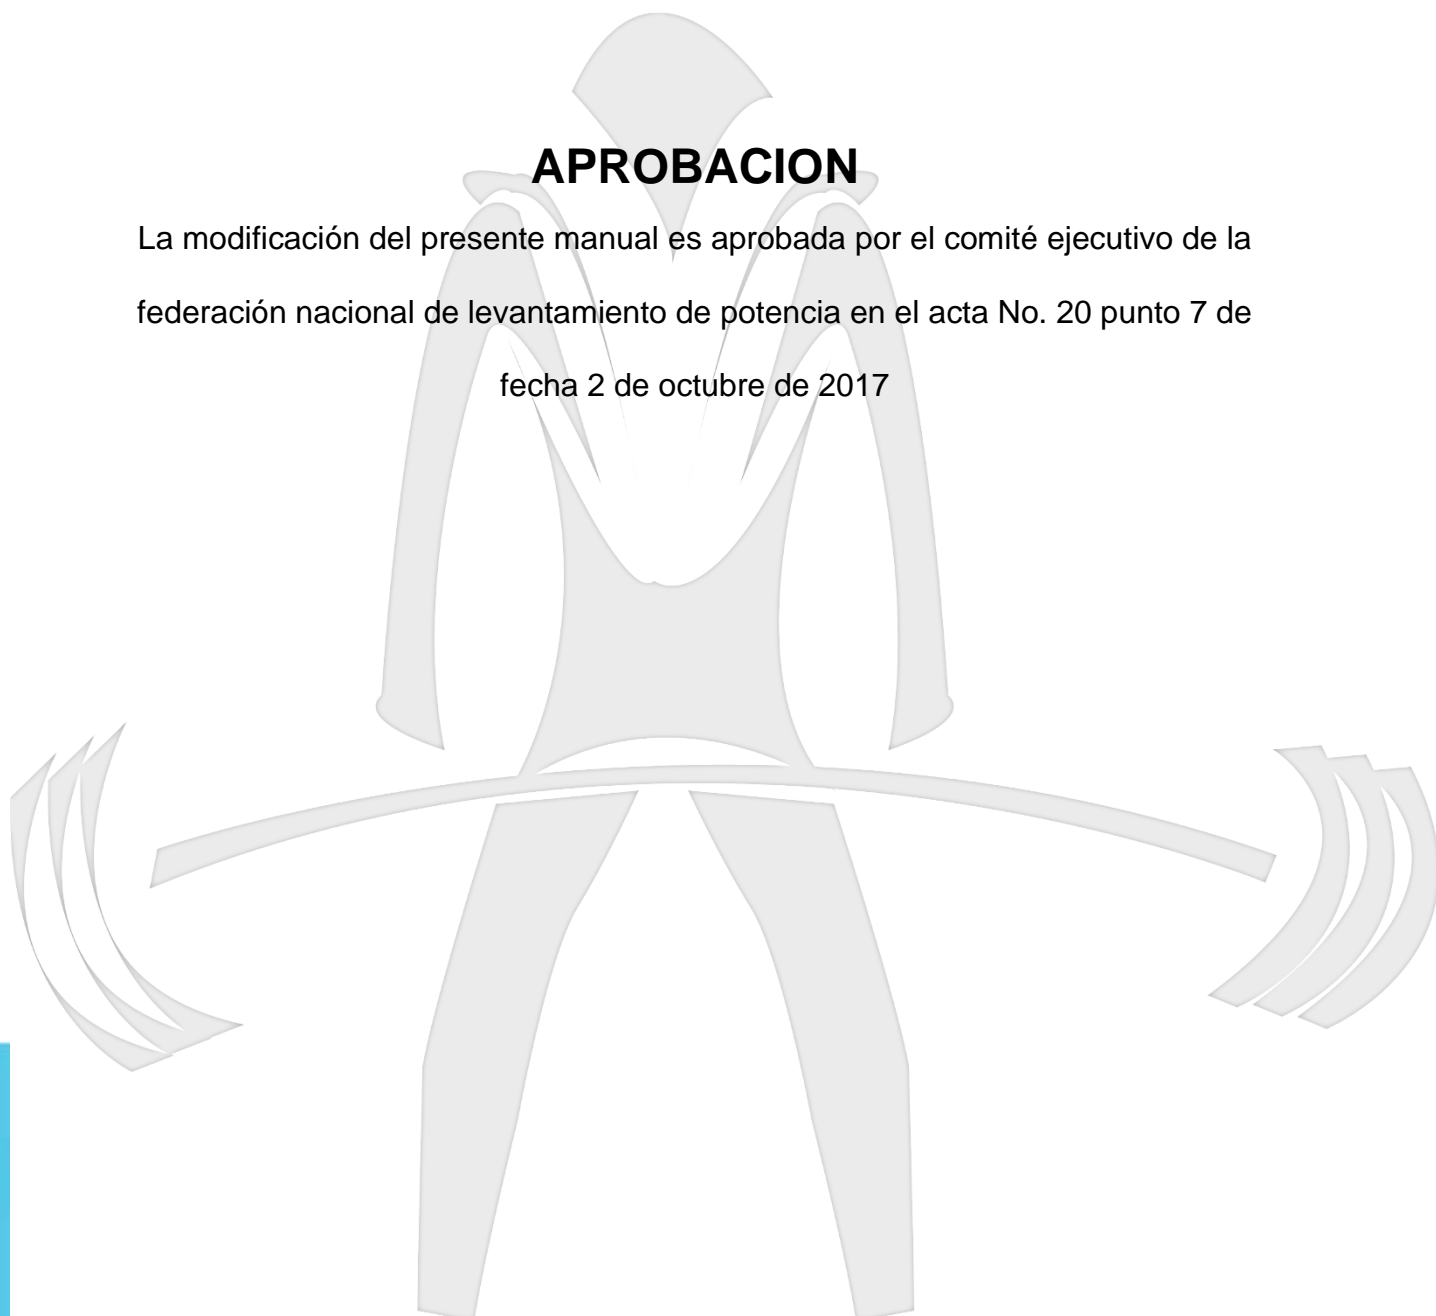 APROBACION
La modificación del presente manual es aprobada por el comité ejecutivo de la
federación nacional de levantamiento de potencia en el acta No. 20 punto 7 de
fecha 2 de octubre de 2017